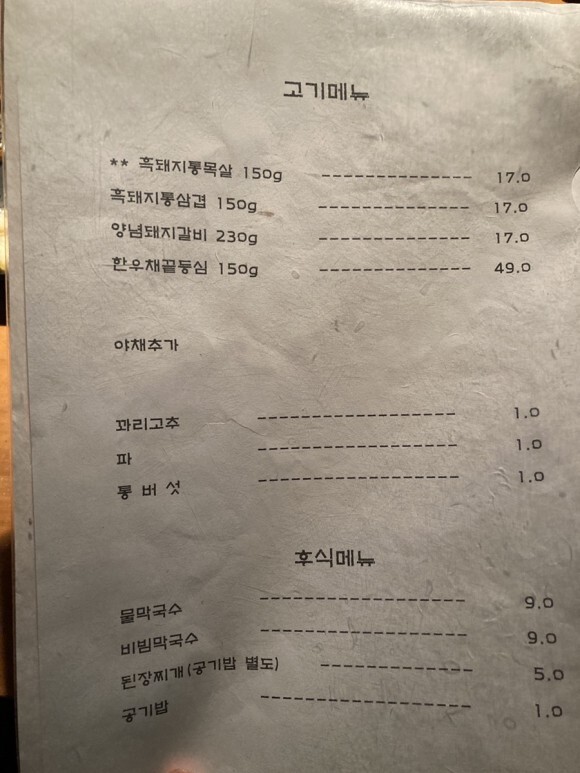 고기메뉴
** 흑돼지통목살 150g ---------------- 17.0
흑돼지통삼겹 150g ---------------- 17.0
양념돼지갈비 230g ---------------- 17.0
한우채끝등심 150g ---------------- 49.0
야채추가
꽈리고추 --------------------- 1.0
파 --------------------- 1.0
통 버 섯 --------------------- 1.0
후식메뉴
물막국수 --------------------- 9.0
비빔막국수 --------------------- 9.0
된장찌개(공기밥 별도) --------------- 5.0
공기밥 --------------------- 1.0